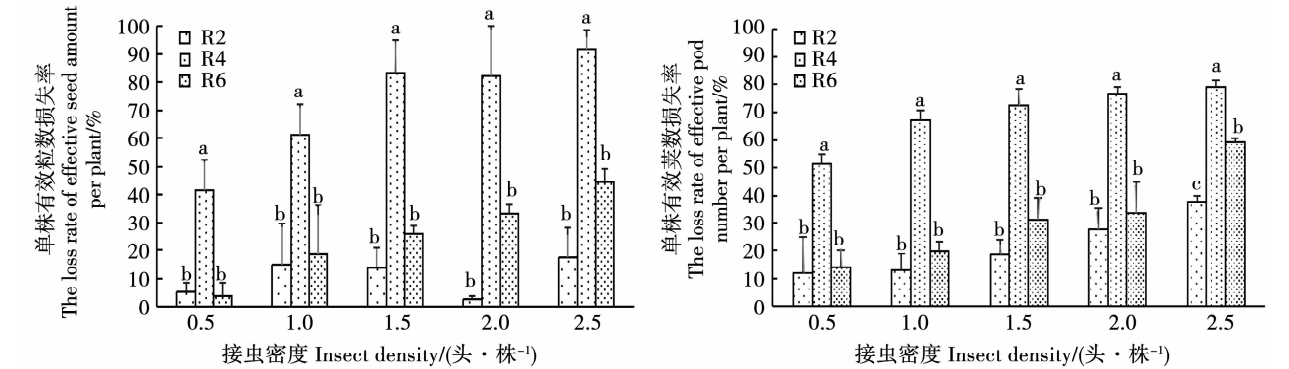 单株有效粒数损失率
The loss rate of effective seed amount
per plant/%
100
90
80
70
60
50
40
30
20
10
0
R2
R4
R6
b
a
b
b
a
b
b
a
b
b
a
b
b
a
b
0.5
1.0
1.5
2.0
2.5
接虫密度 Insect density/(头·株⁻¹)
单株有效荚数损失率
The loss rate of effective pod
number per plant/%
100
90
80
70
60
50
40
30
20
10
0
R2
R4
R6
b
a
b
b
a
b
b
a
b
b
a
b
c
a
b
0.5
1.0
1.5
2.0
2.5
接虫密度 Insect density/(头·株⁻¹)